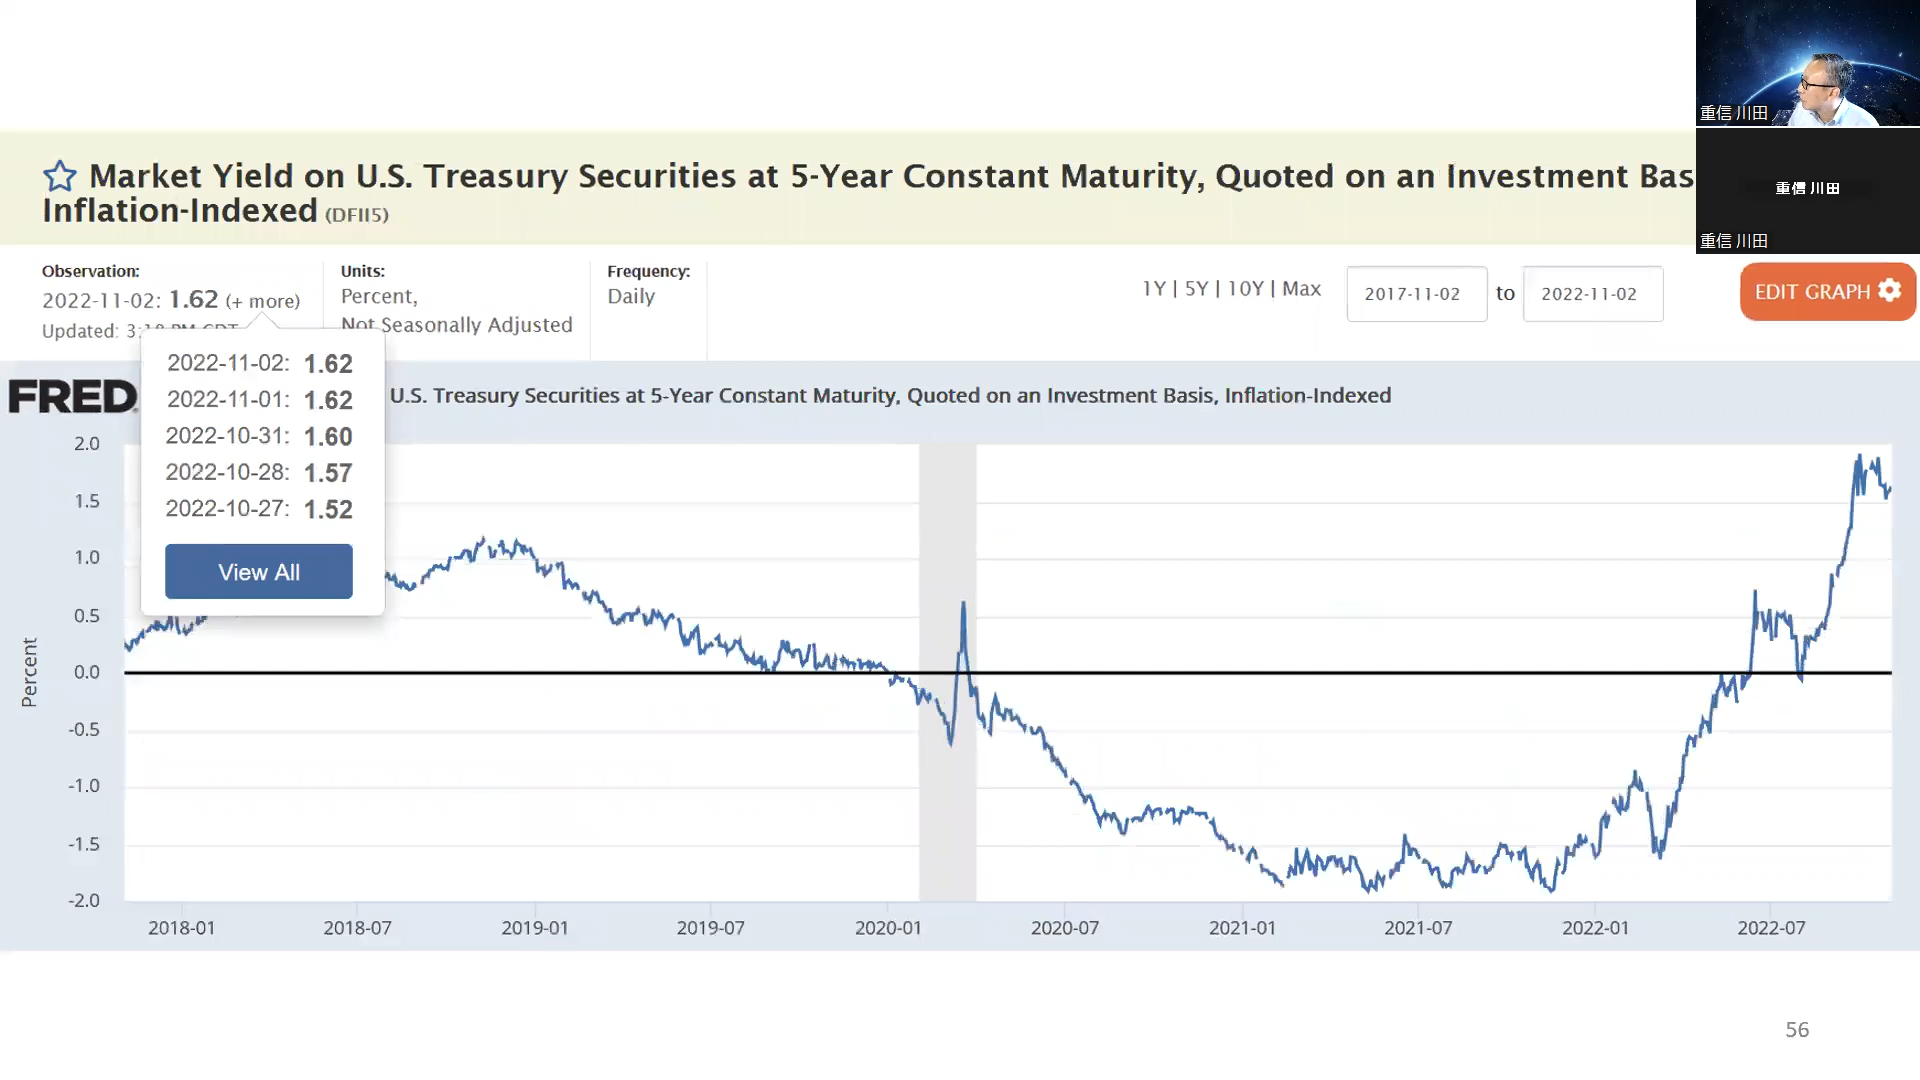 重信 川田
重信 川田
重信 川田
Market Yield on U.S. Treasury Securities at 5-Year Constant Maturity, Quoted on an Investment Bas
Inflation-Indexed (DFII5)
Observation:
2022-11-02: 1.62 (+ more)
Updated:
Units:
Percent,
Not Seasonally Adjusted
Frequency:
Daily
1Y | 5Y | 10Y | Max
2017-11-02 to 2022-11-02
EDIT GRAPH
2022-11-02: 1.62
2022-11-01: 1.62
2022-10-31: 1.60
2022-10-28: 1.57
2022-10-27: 1.52
View All
FRED
U.S. Treasury Securities at 5-Year Constant Maturity, Quoted on an Investment Basis, Inflation-Indexed
Percent
2.0
1.5
1.0
0.5
0.0
-0.5
-1.0
-1.5
-2.0
2018-01 2018-07 2019-01 2019-07 2020-01 2020-07 2021-01 2021-07 2022-01 2022-07
56